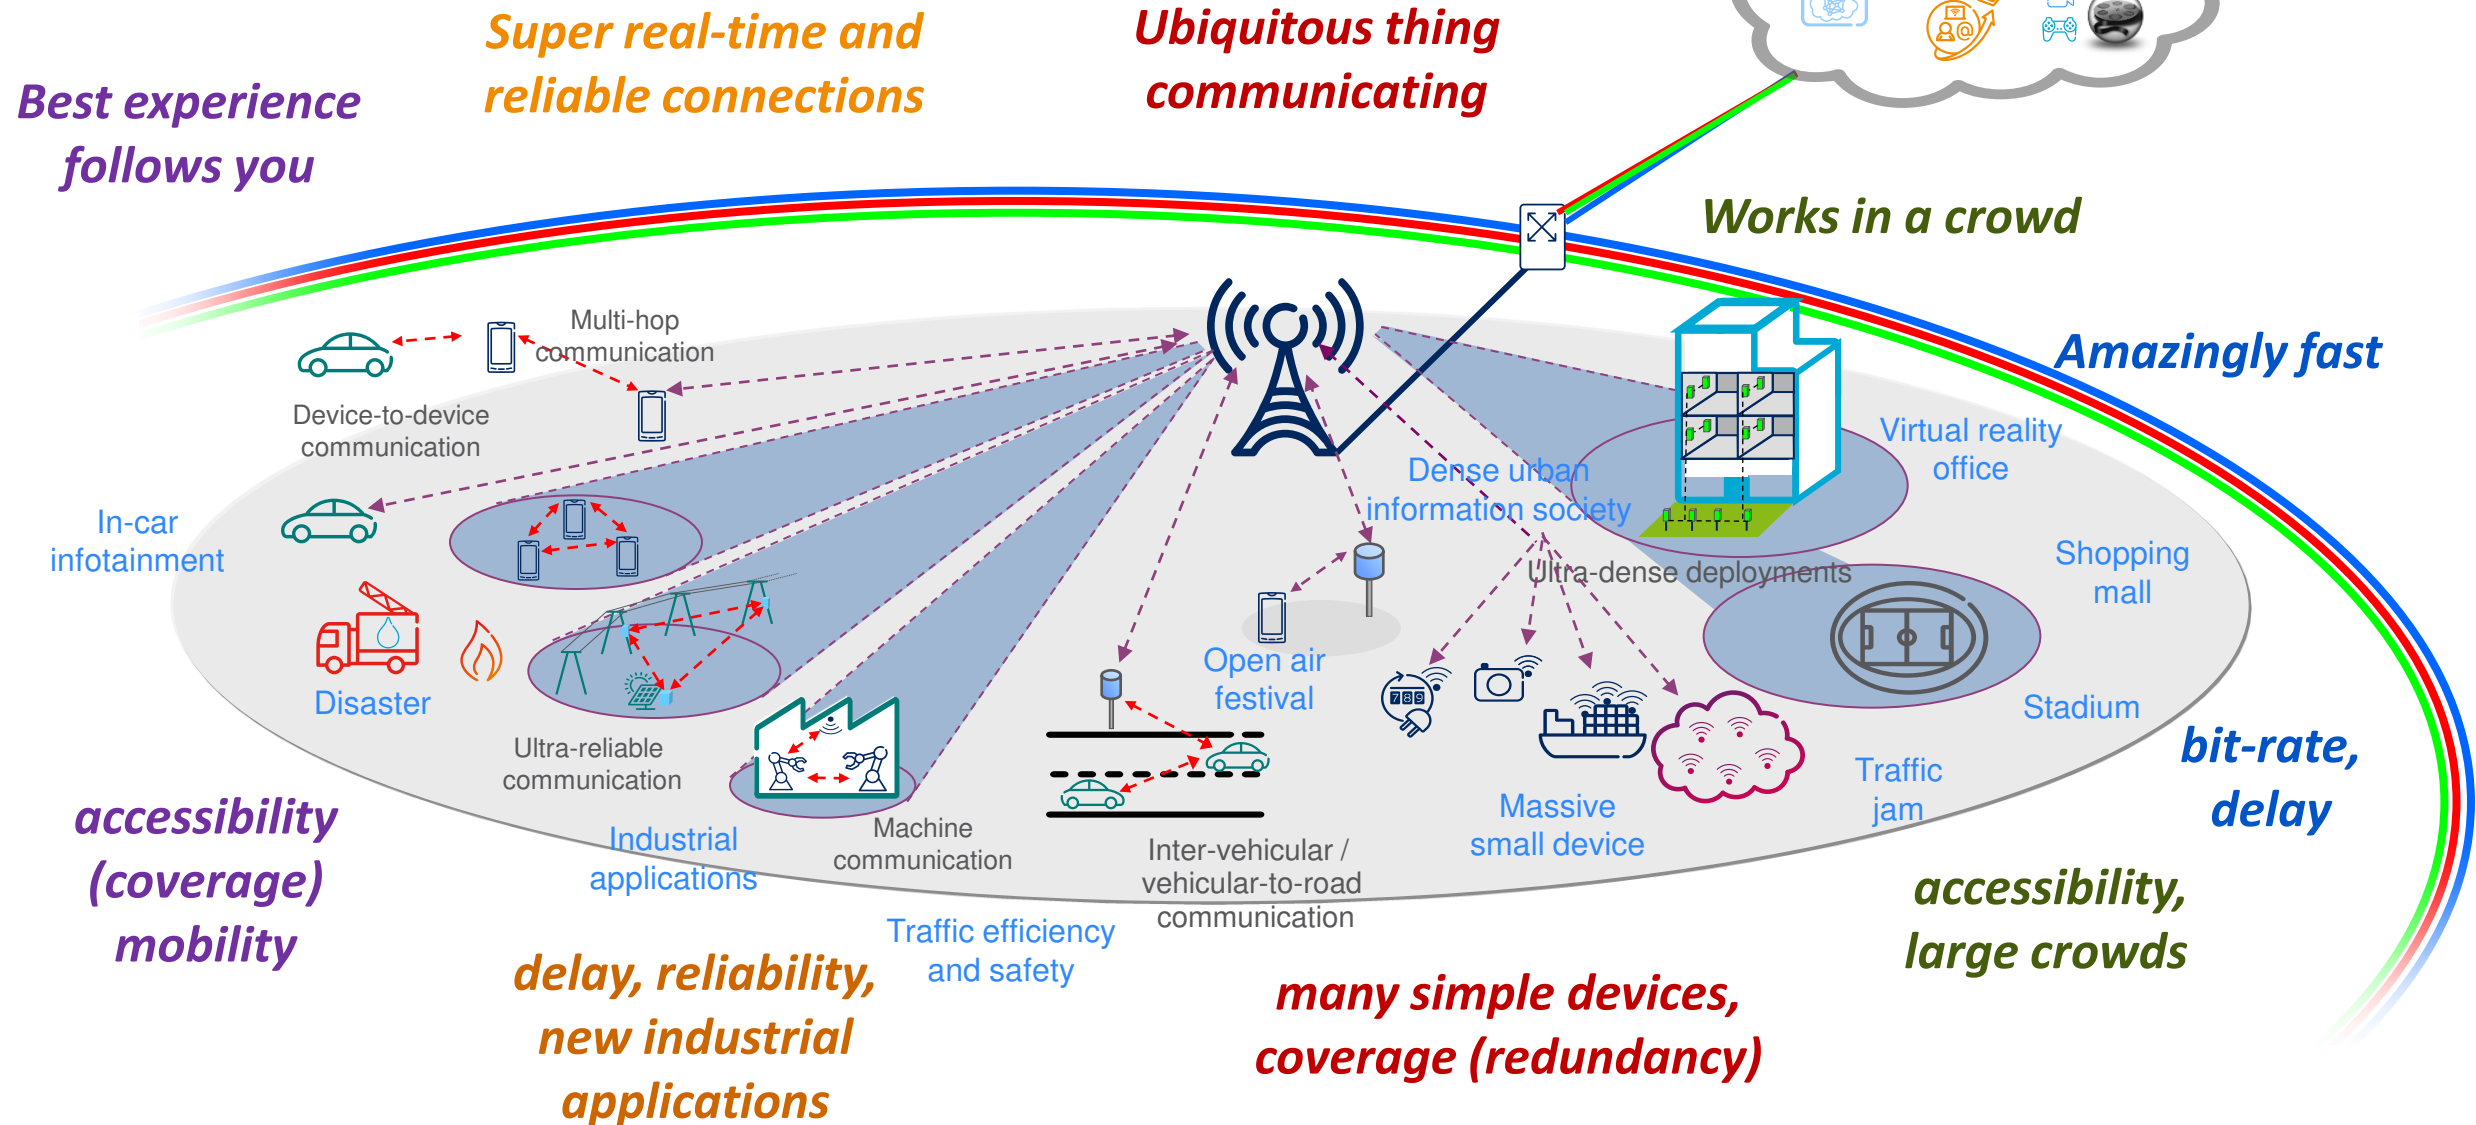 Super real-time and
reliable connections
Ubiquitous thing
communicating
Best experience
follows you
Works in a crowd
Amazingly fast
Multi-hop
communication
Device-to-device
communication
Virtual reality
office
Dense urban
information society
In-car
infotainment
Shopping
mall
Ultra-dense deployments
Open air
festival
Disaster
789
Stadium
Ultra-reliable
communication
bit-rate,
delay
Traffic
jam
Massive
small device
accessibility
(coverage)
mobility
Industrial
applications
Machine
communication
Inter-vehicular /
vehicular-to-road
communication
accessibility,
large crowds
Traffic efficiency
and safety
delay, reliability,
new industrial
applications
many simple devices,
coverage (redundancy)
@